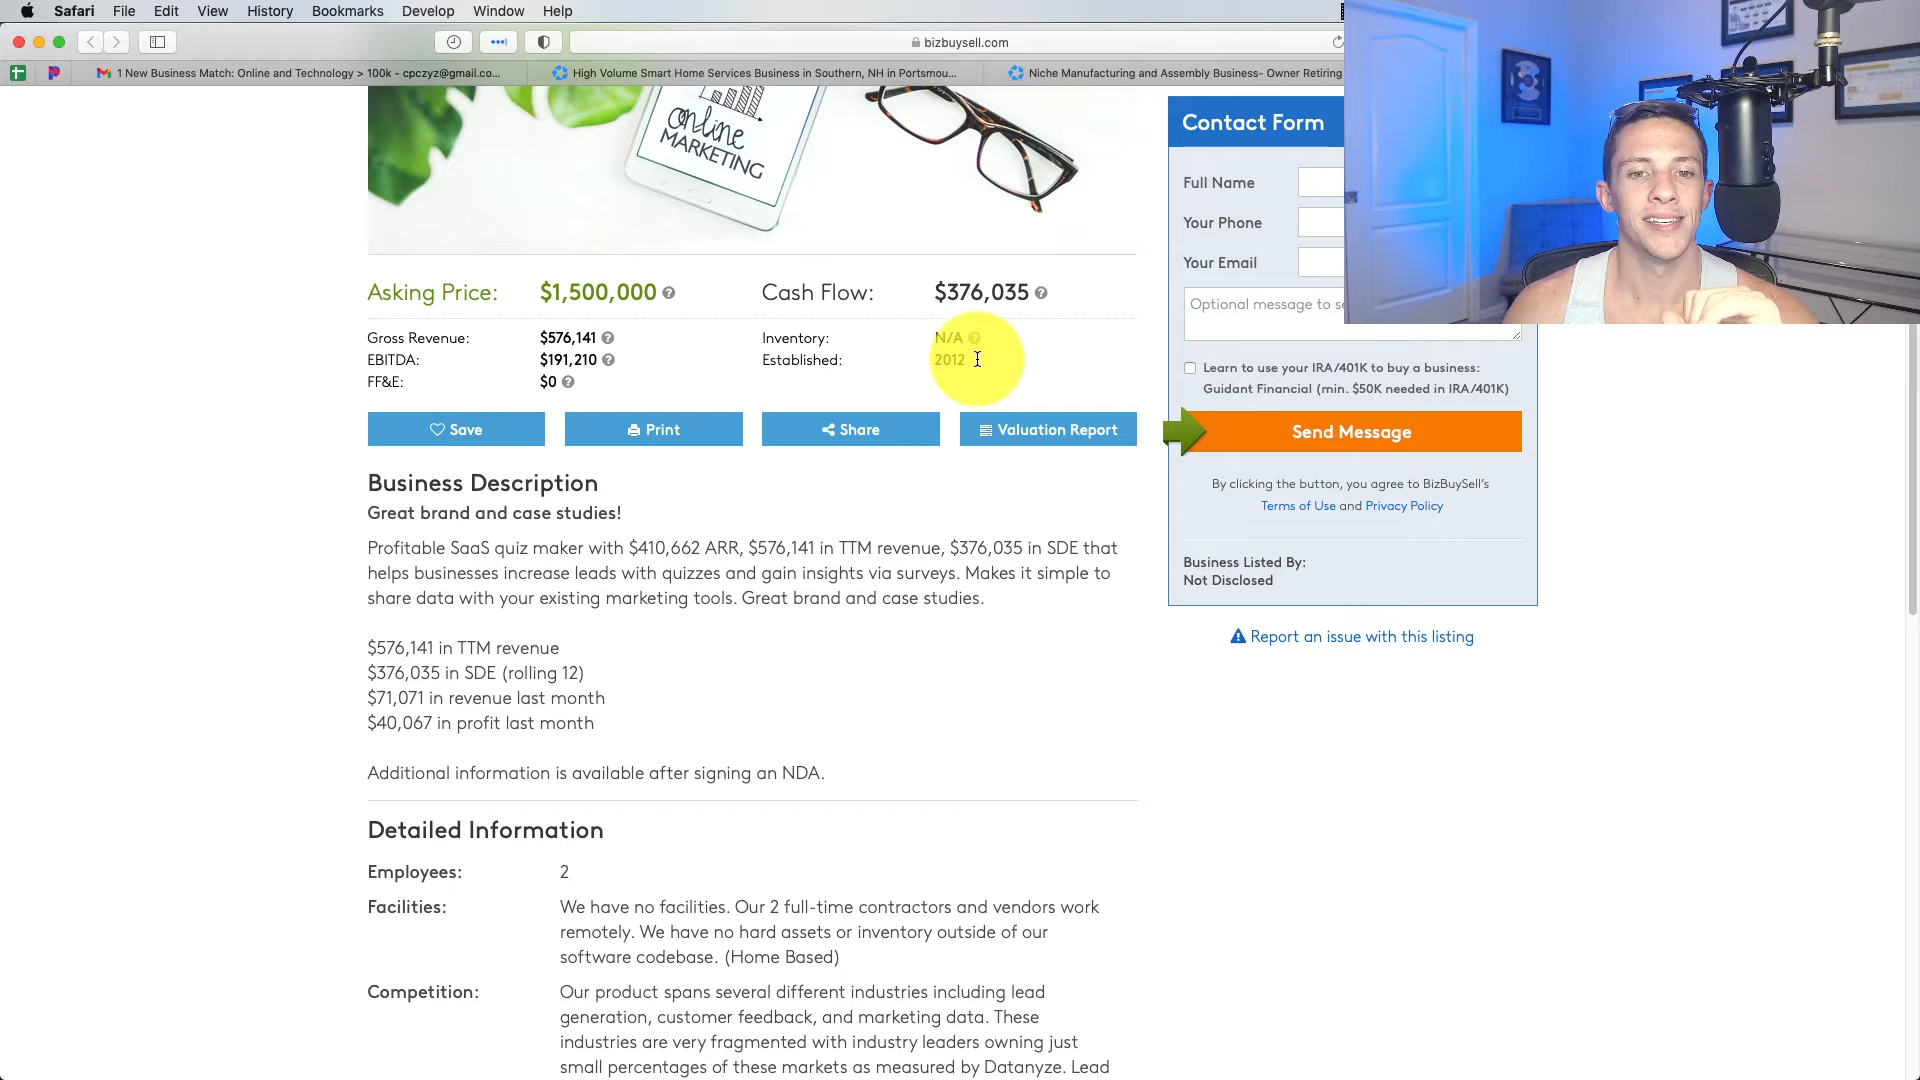 Safari File Edit View History Bookmarks Develop Window Help
bizbuysell.com
1 New Business Match: Online and Technology > 100k - cpczyz@gmail.co...
High Volume Smart Home Services Business in Southern, NH in Portsmou...
Niche Manufacturing and Assembly Business- Owner Retiring
online
MARKETING
Contact Form
Full Name
Your Phone
Your Email
Optional message to se
Asking Price: $1,500,000 Cash Flow: $376,035
Gross Revenue: $576,141 Inventory: N/A
EBITDA: $191,210 Established: 2012
FF&E: $0
Save Print Share Valuation Report
Learn to use your IRA/401K to buy a business:
Guidant Financial (min. $50K needed in IRA/401K)
Send Message
By clicking the button, you agree to BizBuySell's
Terms of Use and Privacy Policy
Business Listed By:
Not Disclosed
Report an issue with this listing
Business Description
Great brand and case studies!
Profitable SaaS quiz maker with $410,662 ARR, $576,141 in TTM revenue, $376,035 in SDE that
helps businesses increase leads with quizzes and gain insights via surveys. Makes it simple to
share data with your existing marketing tools. Great brand and case studies.
$576,141 in TTM revenue
$376,035 in SDE (rolling 12)
$71,071 in revenue last month
$40,067 in profit last month
Additional information is available after signing an NDA.
Detailed Information
Employees: 2
Facilities: We have no facilities. Our 2 full-time contractors and vendors work
remotely. We have no hard assets or inventory outside of our
software codebase. (Home Based)
Competition: Our product spans several different industries including lead
generation, customer feedback, and marketing data. These
industries are very fragmented with industry leaders owning just
small percentages of these markets as measured by Datanyze. Lead